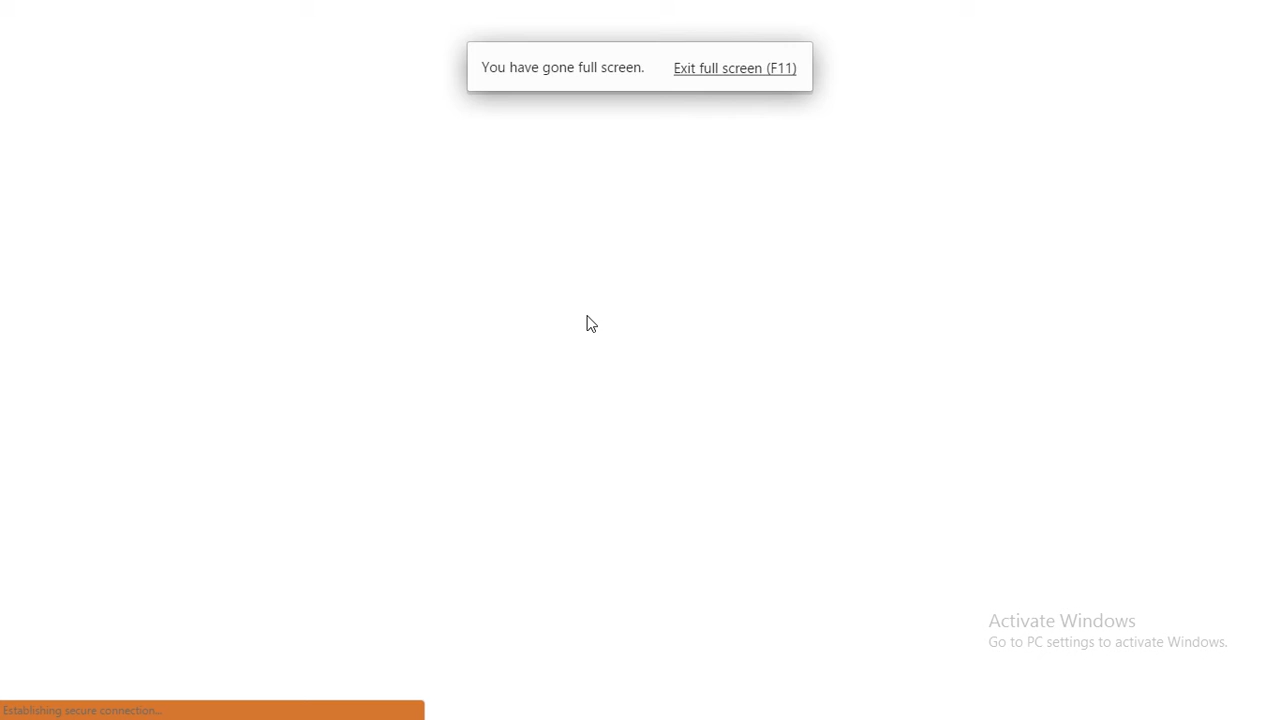 You have gone full screen. Exit full screen (F11)
Activate Windows
Go to PC settings to activate Windows.
Establishing secure connection...